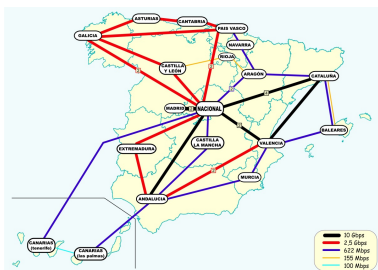 ASTURIAS
CANTABRIA
GALICIA
PAIS VASCO
NAVARRA
RIOJA
CASTILLA
Y LEÓN
ARAGÓN
CATALUÑA
MADRID
NACIONAL
BALEARES
CASTILLA
LA MANCHA
VALENCIA
EXTREMADURA
MURCIA
ANDALUCIA
CANARIAS
(tenerife)
CANARIAS
(las palmas)
10 Gbps
2,5 Gbps
622 Mbps
155 Mbps
100 Mbps